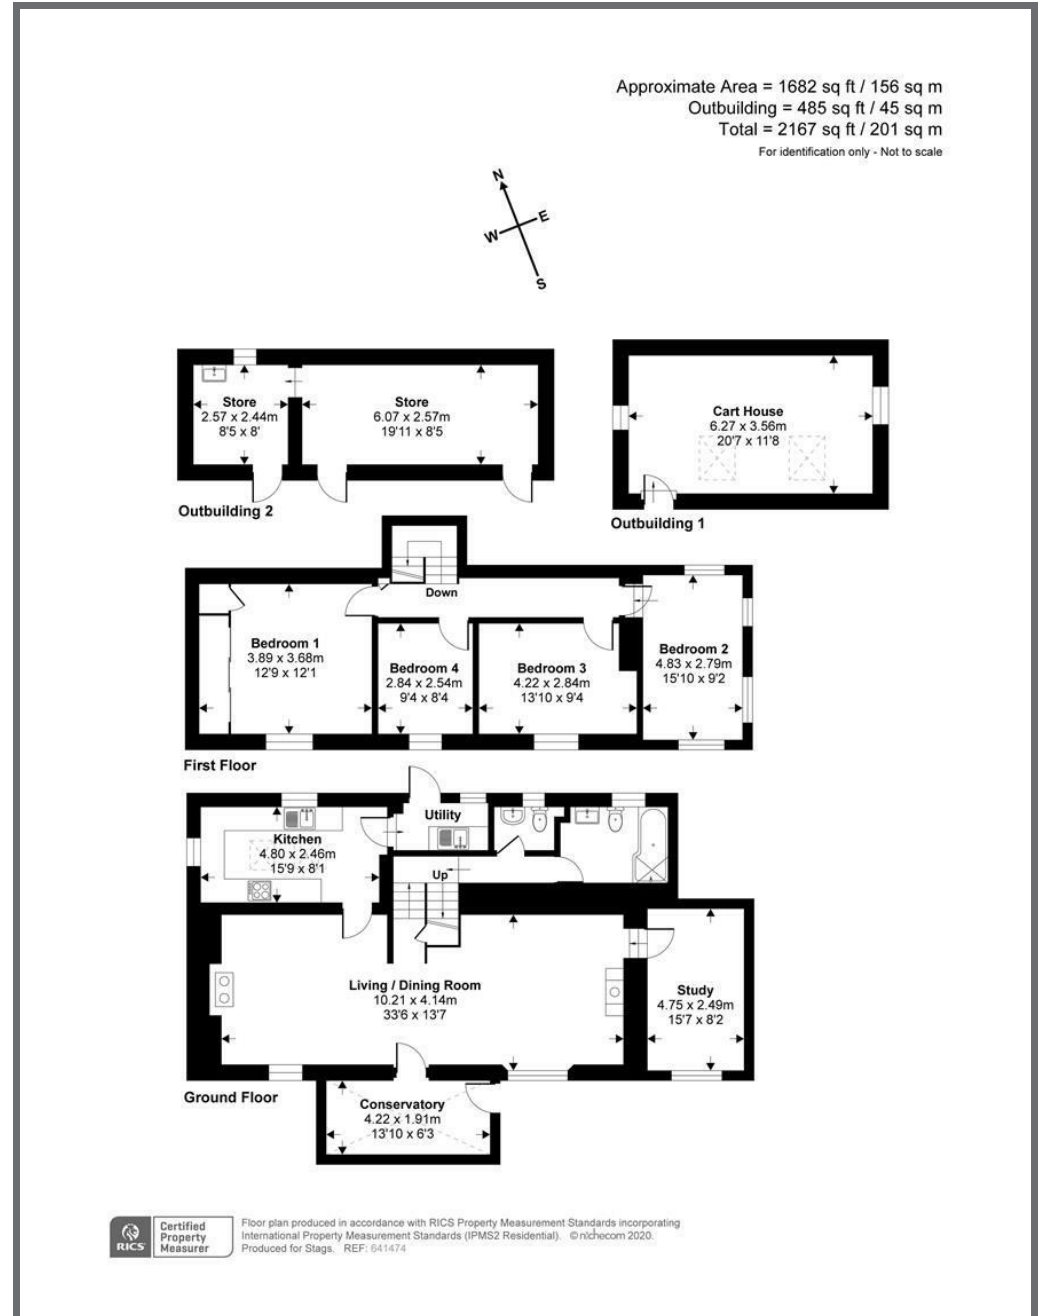 Approximate Area = 1682 sq ft / 156 sq m
Outbuilding = 485 sq ft / 45 sq m
Total = 2167 sq ft / 201 sq m
For identification only - Not to scale
N
E
W
S
Store
2.57 x 2.44m
8'5 x 8'
Store
6.07 x 2.57m
19'11 x 8'5
Outbuilding 2
Cart House
6.27 x 3.56m
20'7 x 11'8
Outbuilding 1
Down
Bedroom 1
3.89 x 3.68m
12'9 x 12'1
Bedroom 4
2.84 x 2.54m
9'4 x 8'4
Bedroom 3
4.22 x 2.84m
13'10 x 9'4
Bedroom 2
4.83 x 2.79m
15'10 x 9'2
First Floor
Kitchen
4.80 x 2.46m
15'9 x 8'1
Utility
Up
Living / Dining Room
10.21 x 4.14m
33'6 x 13'7
Study
4.75 x 2.49m
15'7 x 8'2
Ground Floor
Conservatory
4.22 x 1.91m
13'10 x 6'3
RICS
Certified
Property
Measurer
Floor plan produced in accordance with RICS Property Measurement Standards incorporating
International Property Measurement Standards (IPMS2 Residential). © nichecom 2020.
Produced for Stags. REF: 641474